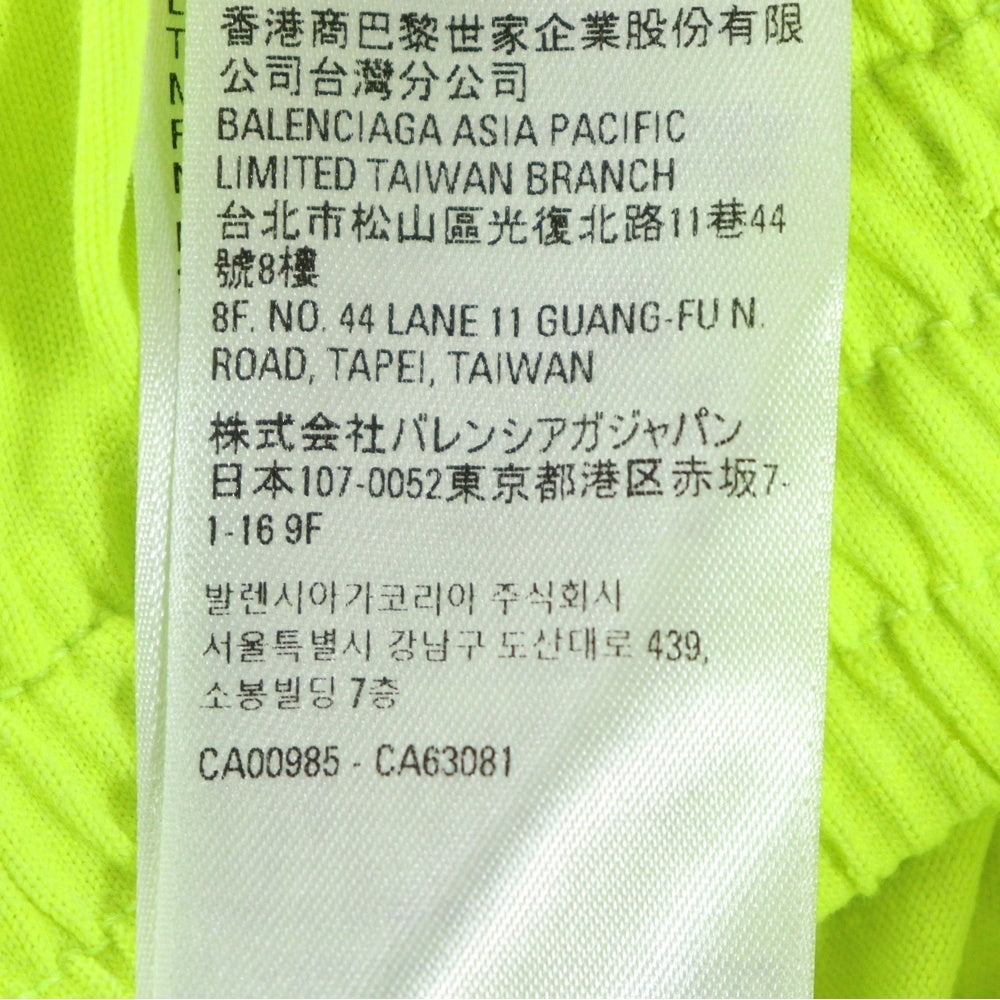 香港商巴黎世家企業股份有限
公司台灣分公司
BALENCIAGA ASIA PACIFIC
LIMITED TAIWAN BRANCH
台北市松山區光復北路11巷44
號8樓
8F. NO. 44 LANE 11 GUANG-FU N.
ROAD, TAPEI, TAIWAN
株式会社バレンシアガジャパン
日本107-0052東京都港区赤坂7-
1-16 9F
발렌시아가코리아 주식회사
서울특별시 강남구 도산대로 439,
소봉빌딩 7층
CA00985 - CA63081